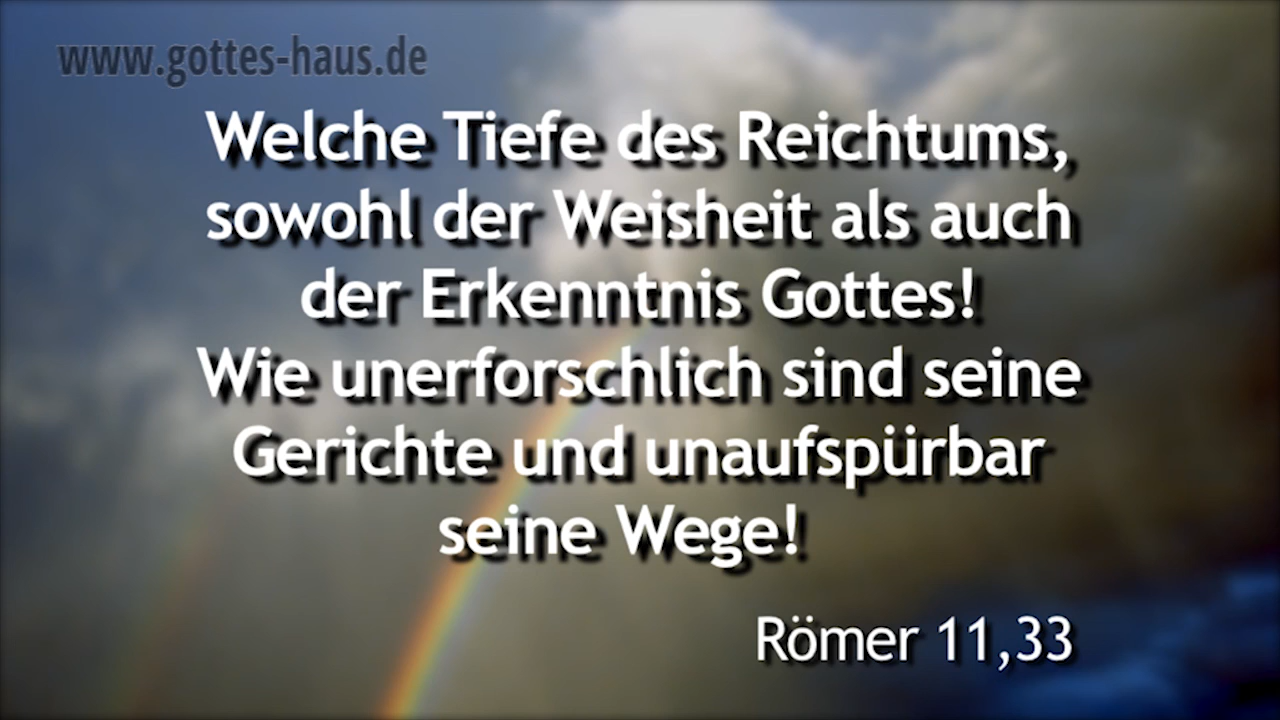 www.gottes-haus.de
Welche Tiefe des Reichtums,
sowohl der Weisheit als auch
der Erkenntnis Gottes!
Wie unerforschlich sind seine
Gerichte und unaufspürbar
seine Wege!
Römer 11,33